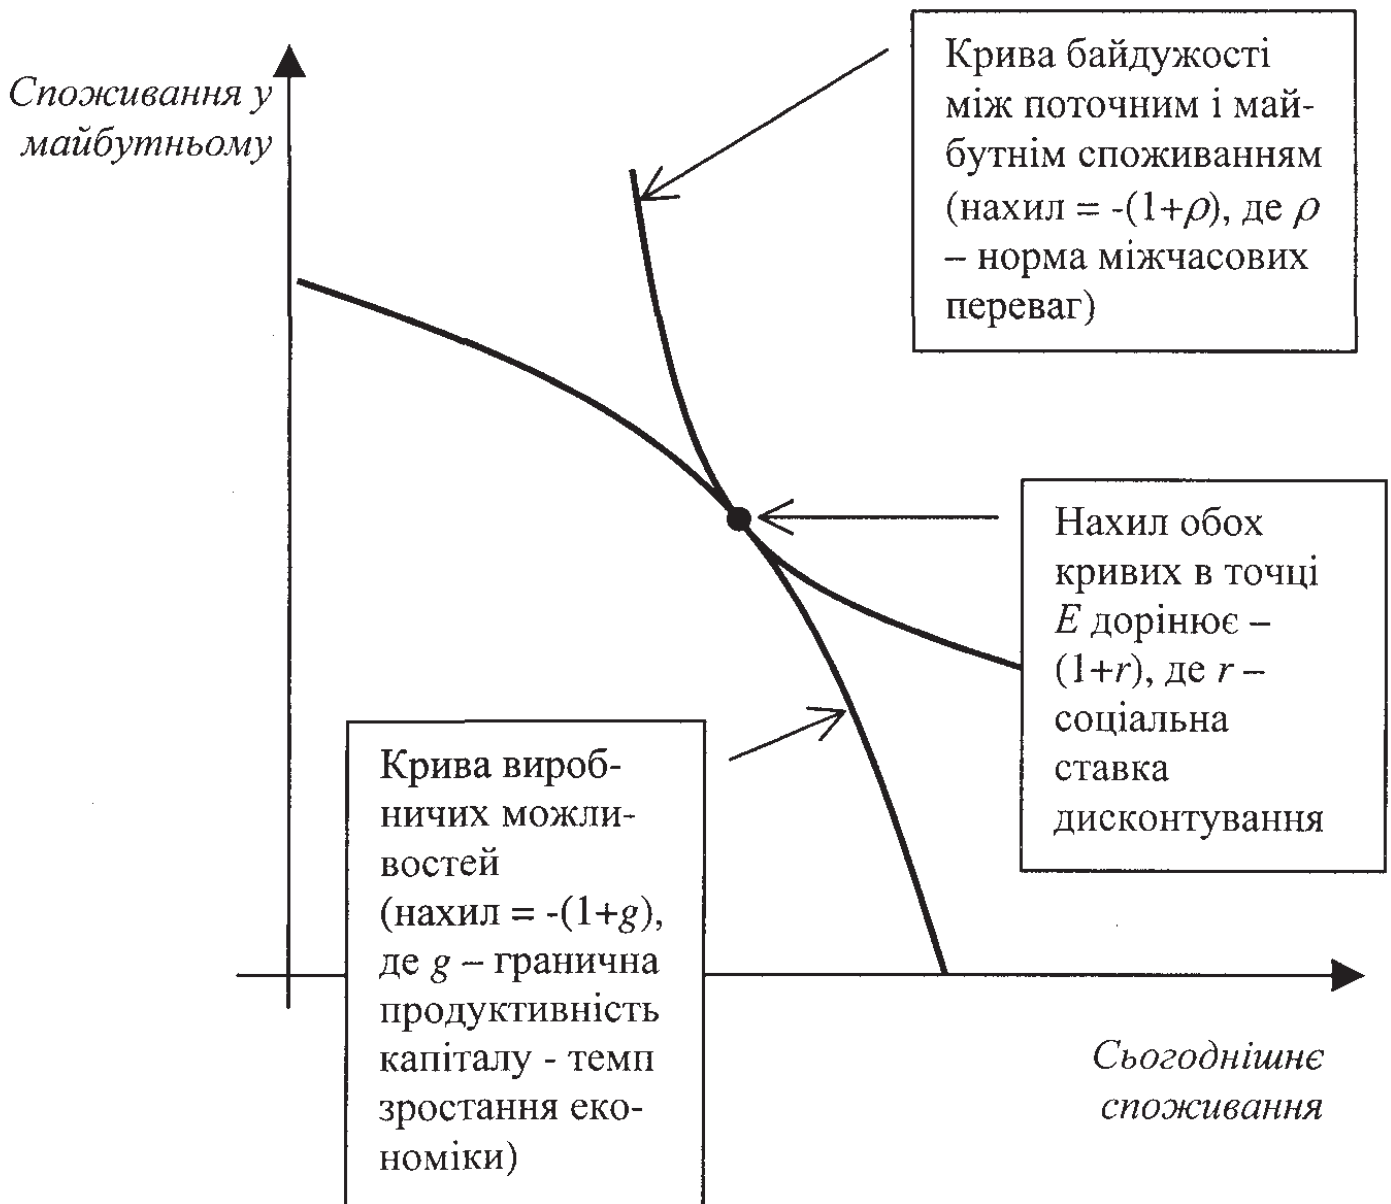 Споживання у
майбутньому
Крива байдужості
між поточним і май-
бутнім споживанням
(нахил = -(1+ρ), де ρ
– норма міжчасових
переваг)
Нахил обох
кривих в точці
E дорінює –
(1+r), де r –
соціальна
ставка
дисконтування
Крива вироб-
ничих можли-
востей
(нахил = -(1+g),
де g – гранична
продуктивність
капіталу - темп
зростання еко-
номіки)
Сьогоднішнє
споживання